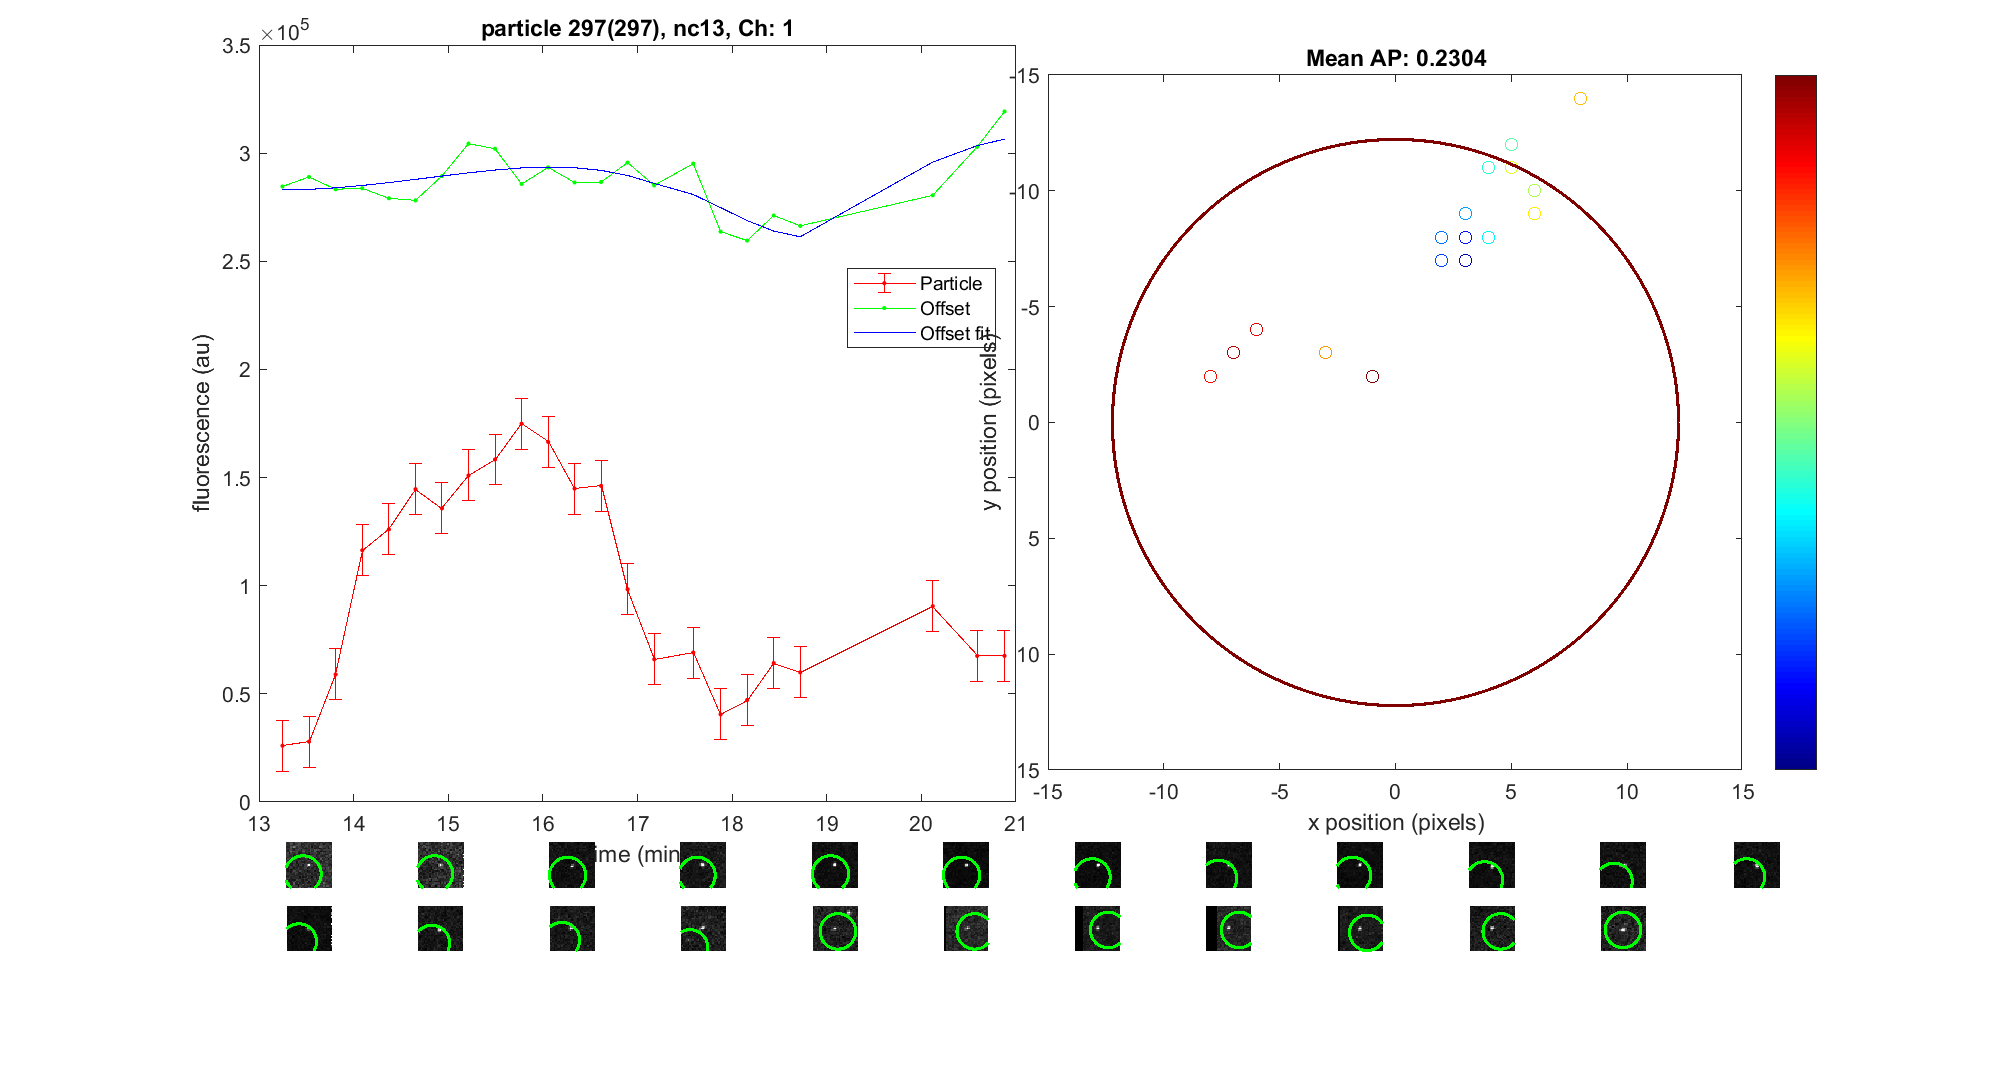 particle 297(297), nc13, Ch: 1
×10^5
3.5
3
2.5
2
1.5
1
0.5
0
fluorescence (au)
13 14 15 16 17 18 19 20 21
ime (min
Particle
Offset
Offset fit
Mean AP: 0.2304
-15
-10
-5
0
5
10
15
y position (pixels)
-15 -10 -5 0 5 10 15
x position (pixels)